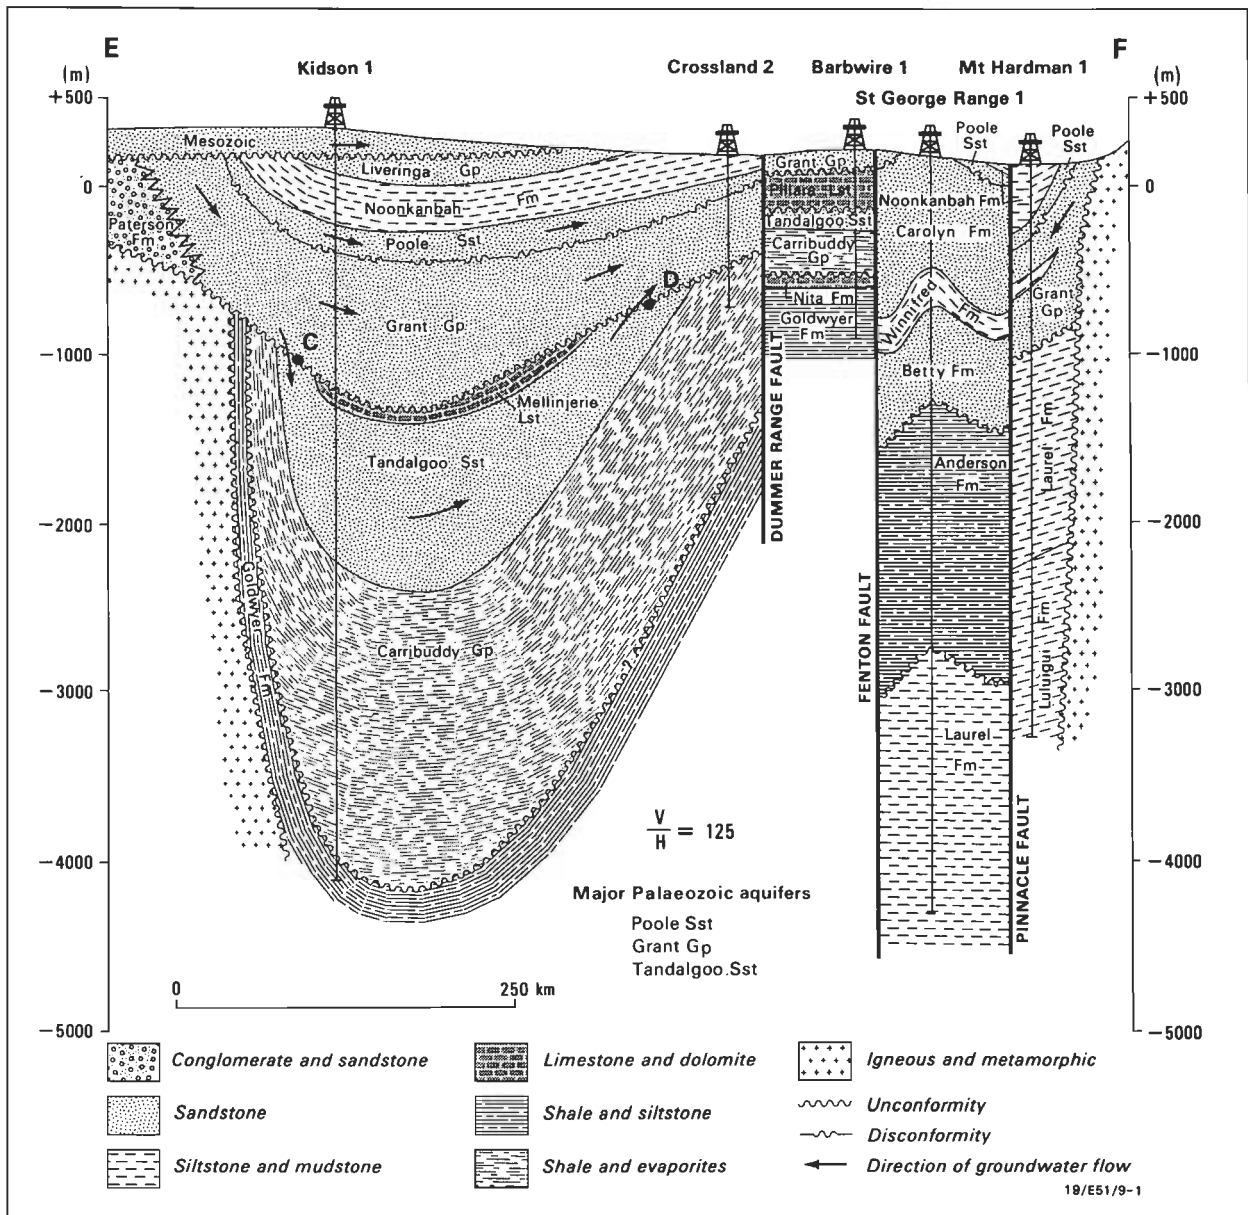 E
F
Kidson 1
Crossland 2
Barbwire 1
Mt Hardman 1
St George Range 1
(m)
(m)
+500
+500
Poole
Sst
Poole
Sst
Mesozoic
Liveringa Gp
Grant Gp
0
0
Pillara Lst
Noonkanbah Fm
Noonkanbah Fm
Paterson
Fm
Poole Sst
Tandalgoo Sst
Carolyn Fm
Carribuddy
Gp
D
Nita Fm
Winnifred Fm
Grant
Gp
Grant Gp
Goldwyer
Fm
C
−1000
−1000
Betty Fm
Mellinjerie
Lst
Laurel Fm
Tandalgoo Sst
Anderson
Fm
DUMMER RANGE FAULT
−2000
−2000
Goldwyer Fm
FENTON FAULT
Carribuddy Gp
?
Luluigui Fm
−3000
−3000
Laurel
Fm
V
H = 125
PINNACLE FAULT
−4000
−4000
Major Palaeozoic aquifers
Poole Sst
Grant Gp
Tandalgoo.Sst
0 250 km
−5000
−5000
Conglomerate and sandstone
Limestone and dolomite
Igneous and metamorphic
Sandstone
Shale and siltstone
Unconformity
Disconformity
Siltstone and mudstone
Shale and evaporites
Direction of groundwater flow
19/E51/9-1